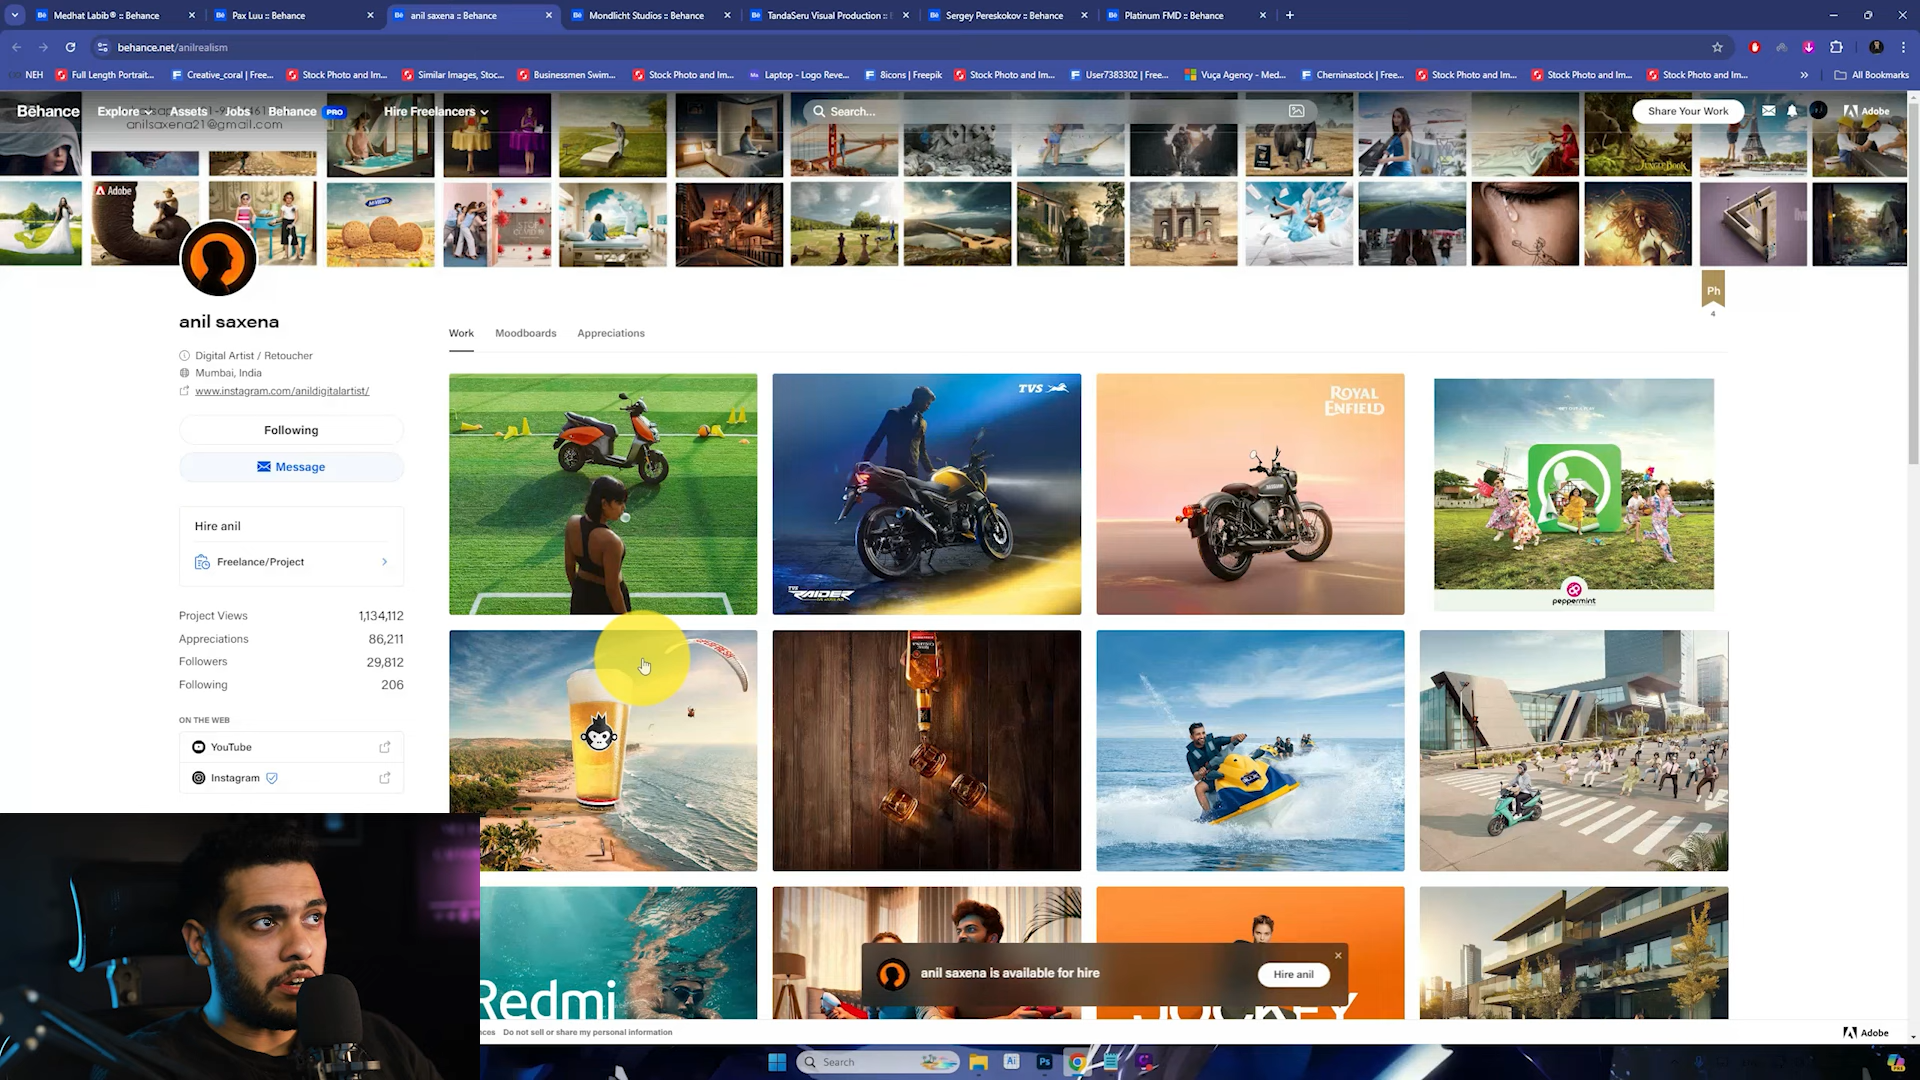 Medhat Labib® :: Behance
Pax Luu :: Behance
anil saxena :: Behance
Mondlicht Studios :: Behance
TandaSeru Visual Production ::
Sergey Pereskokov :: Behance
Platinum FMD :: Behance
behance.net/anilrealism
NEH
Full Length Portrait...
Creative_coral | Free...
Stock Photo and Im...
Similar Images, Stoc...
Businessmen Swim...
Stock Photo and Im...
Laptop - Logo Reve...
8icons | Freepik
Stock Photo and Im...
User7383302 | Free...
Vuça Agency - Med...
Cherninastock | Free...
Stock Photo and Im...
Stock Photo and Im...
Stock Photo and Im...
All Bookmarks
Bēhance
Explore
Assets
Jobs
Behance PRO
Hire Freelancers
Search...
Share Your Work
Adobe
anilsaxena21@gmail.com
JUNGLE BOOK
Adobe
Ph
4
anil saxena
Digital Artist / Retoucher
Mumbai, India
www.instagram.com/anildigitalartist/
Following
Message
Hire anil
Freelance/Project
Project Views 1,134,112
Appreciations 86,211
Followers 29,812
Following 206
ON THE WEB
YouTube
Instagram
Work
Moodboards
Appreciations
TVS
TVS
RAIDER
ROYAL
ENFIELD
peppermint
Redmi
JOCKEY
anil saxena is available for hire
Hire anil
Do not sell or share my personal information
Adobe
Search
Ai
Ps